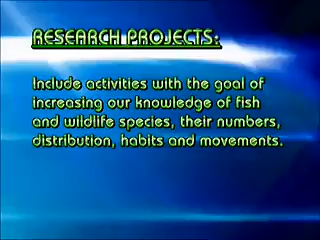 RESEARCH PROJECTS:
Include activities with the goal of
increasing our knowledge of fish
and wildlife species, their numbers,
distribution, habits and movements.